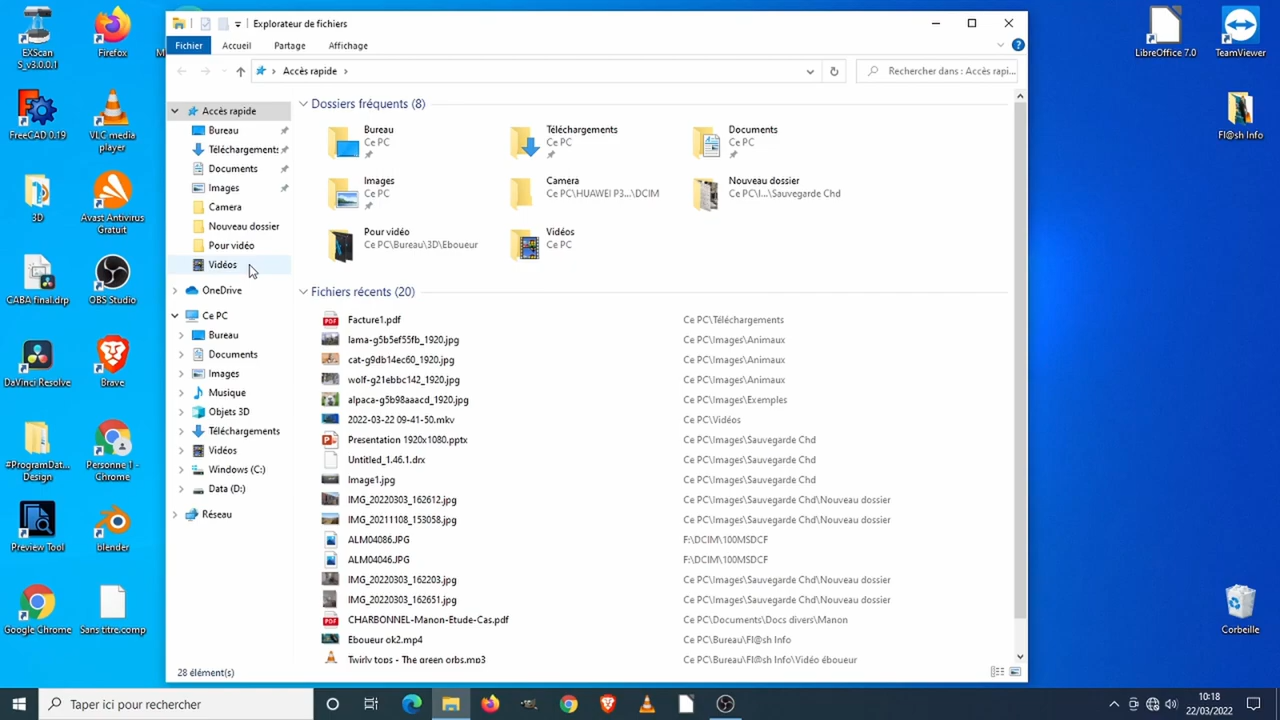 EXScan
S_v3.0.0.1
Firefox
M
FreeCAD 0.19
VLC media
player
3D
Avast Antivirus
Gratuit
CABA final.drp
OBS Studio
DaVinci Resolve
Brave
#ProgramDat...
Design
Personne 1 -
Chrome
Preview Tool
blender
Google Chrome
Sans titre.comp
Explorateur de fichiers
Fichier
Accueil
Partage
Affichage
Accès rapide
Rechercher dans : Accès rapi...
Accès rapide
Bureau
Téléchargements
Documents
Images
Camera
Nouveau dossier
Pour vidéo
Vidéos
OneDrive
Ce PC
Bureau
Documents
Images
Musique
Objets 3D
Téléchargements
Vidéos
Windows (C:)
Data (D:)
Réseau
Dossiers fréquents (8)
Bureau
Ce PC
Téléchargements
Ce PC
Documents
Ce PC
Images
Ce PC
Camera
Ce PC\HUAWEI P3...\DCIM
Nouveau dossier
Ce PC\I...\Sauvegarde Chd
Pour vidéo
Ce PC\Bureau\3D\Eboueur
Vidéos
Ce PC
Fichiers récents (20)
Facture1.pdf Ce PC\Téléchargements
lama-g5b5ef55fb_1920.jpg Ce PC\Images\Animaux
cat-g9db14ec60_1920.jpg Ce PC\Images\Animaux
wolf-g21ebbc142_1920.jpg Ce PC\Images\Animaux
alpaca-g5b98aaacd_1920.jpg Ce PC\Images\Exemples
2022-03-22 09-41-50.mkv Ce PC\Vidéos
Presentation 1920x1080.pptx Ce PC\Images\Sauvegarde Chd
Untitled_1.46.1.drx Ce PC\Images\Sauvegarde Chd
Image1.jpg Ce PC\Images\Sauvegarde Chd
IMG_20220303_162612.jpg Ce PC\Images\Sauvegarde Chd\Nouveau dossier
IMG_20211108_153058.jpg Ce PC\Images\Sauvegarde Chd\Nouveau dossier
ALM04086.JPG F:\DCIM\100MSDCF
ALM04046.JPG F:\DCIM\100MSDCF
IMG_20220303_162203.jpg Ce PC\Images\Sauvegarde Chd\Nouveau dossier
IMG_20220303_162651.jpg Ce PC\Images\Sauvegarde Chd\Nouveau dossier
CHARBONNEL-Manon-Etude-Cas.pdf Ce PC\Documents\Docs divers\Manon
Eboueur ok2.mp4 Ce PC\Bureau\Fl@sh Info
Twirly tops - The green orbs.mp3 Ce PC\Bureau\Fl@sh Info\Vidéo éboueur
28 élément(s)
LibreOffice 7.0
TeamViewer
Fl@sh Info
Corbeille
Taper ici pour rechercher
10:18
22/03/2022